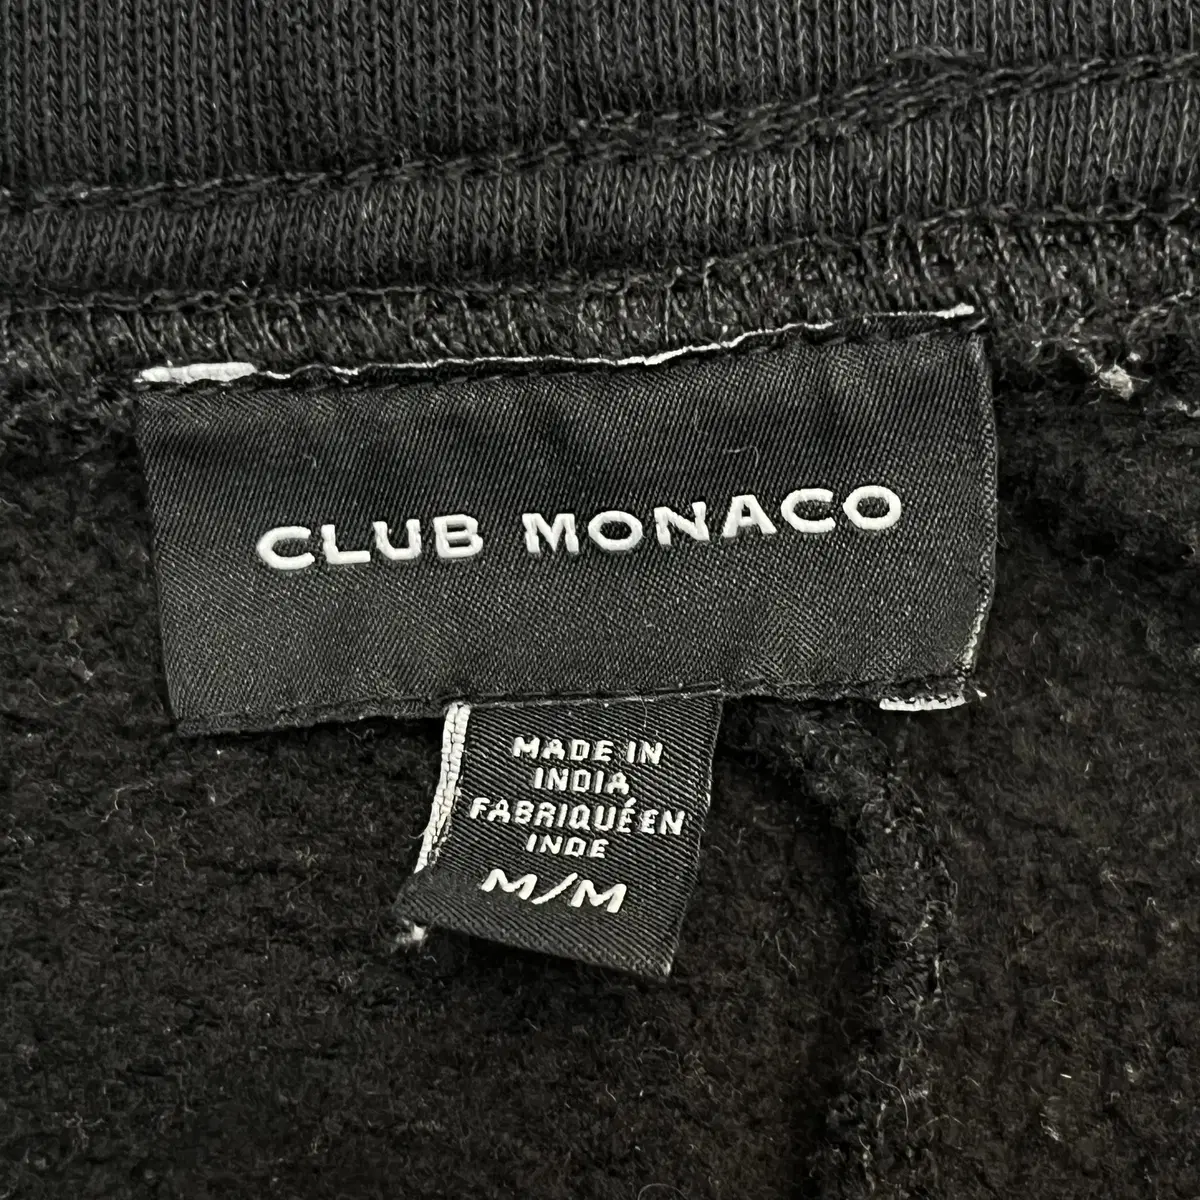 CLUB MONACO
MADE IN
INDIA
FABRIQUÉ EN
INDE
M/M